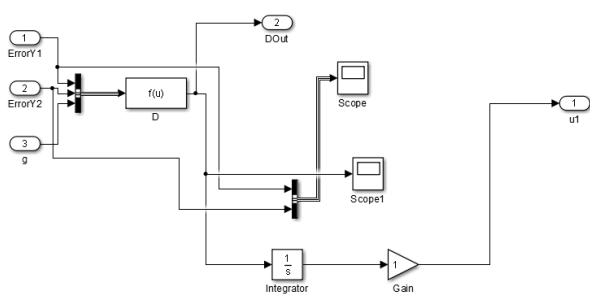 1
ErrorY1
2
ErrorY2
3
g
f(u)
D
2
DOut
Scope
Scope1
1
u1
1
s
Integrator
1
Gain